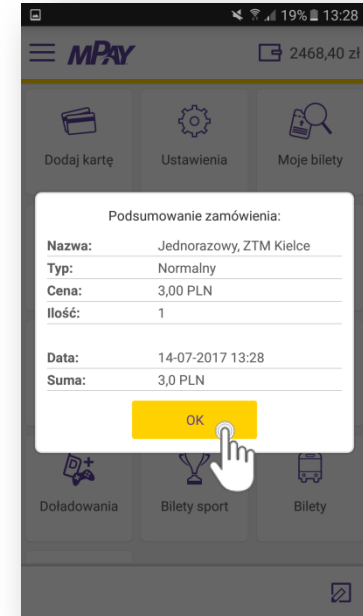 19% 13:28
mPAY 2468,40 zł
Dodaj kartę Ustawienia Moje bilety
Podsumowanie zamówienia:
Nazwa: Jednorazowy, ZTM Kielce
Typ: Normalny
Cena: 3,00 PLN
Ilość: 1
Data: 14-07-2017 13:28
Suma: 3,0 PLN
OK
Doładowania Bilety sport Bilety